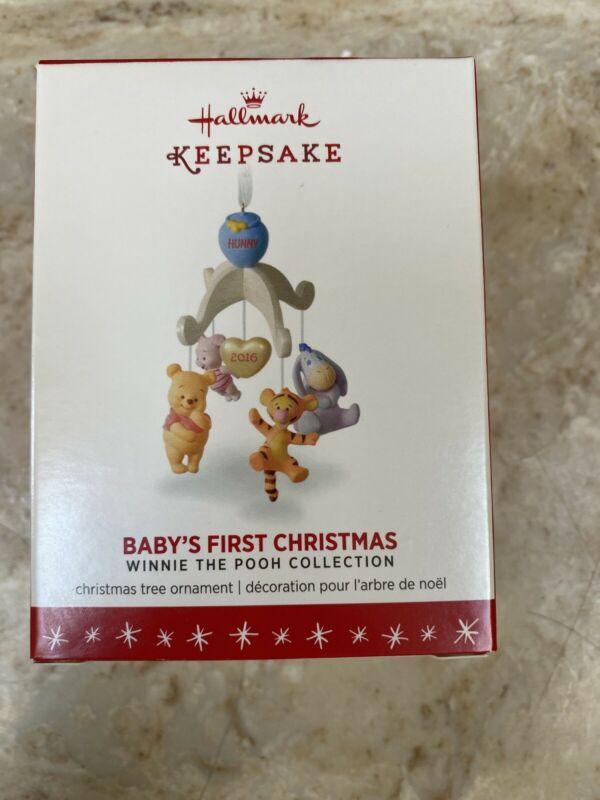 Hallmark
KEEPSAKE
HUNNY
2016
BABY'S FIRST CHRISTMAS
WINNIE THE POOH COLLECTION
christmas tree ornament | décoration pour l'arbre de noël